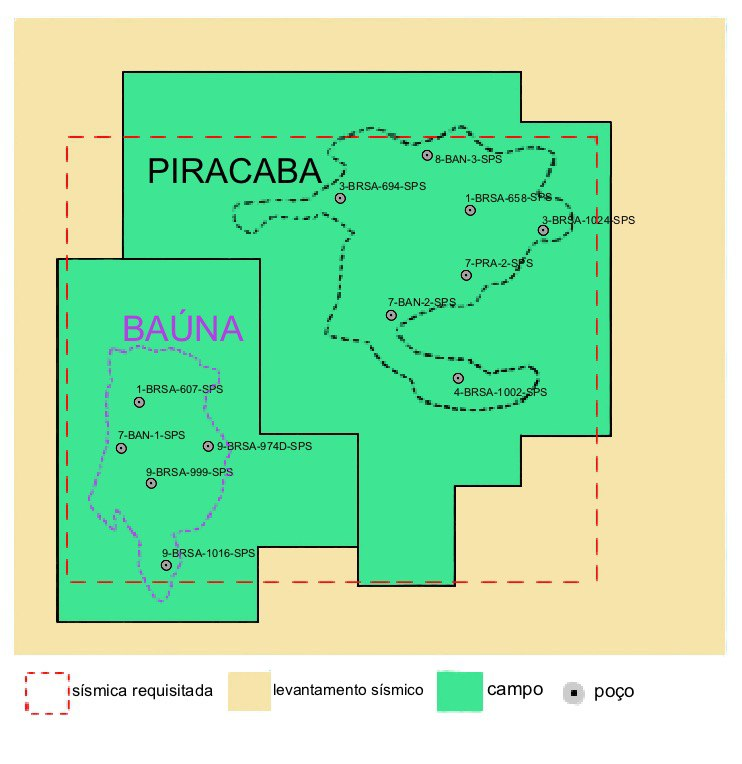 8-BAN-3-SPS
PIRACABA
3-BRSA-694-SPS
1-BRSA-658-SPS
3-BRSA-1024-SPS
7-PRA-2-SPS
7-BAN-2-SPS
BAÚNA
1-BRSA-607-SPS
4-BRSA-1002-SPS
7-BAN-1-SPS
9-BRSA-974D-SPS
9-BRSA-999-SPS
9-BRSA-1016-SPS
sísmica requisitada
levantamento sísmico
campo
poço